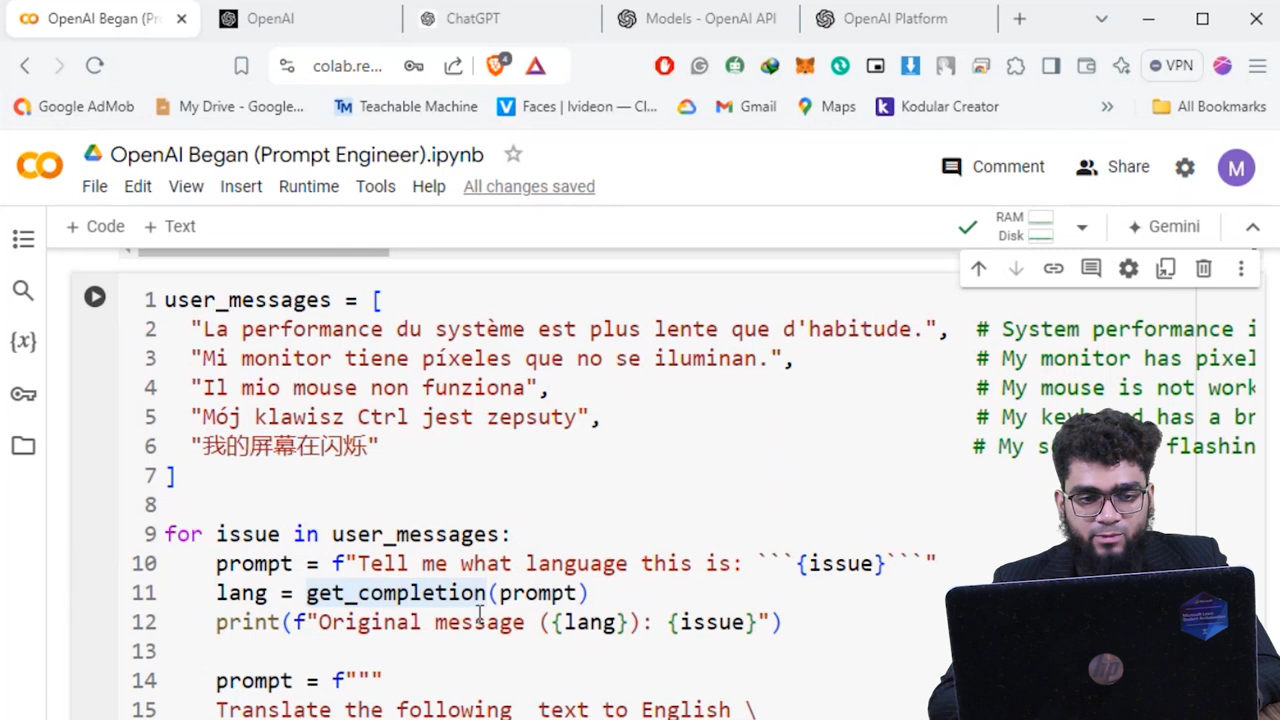 OpenAI Began (Pr
OpenAI
ChatGPT
Models - OpenAI API
OpenAI Platform
colab.re...
4
VPN
Google AdMob
My Drive - Google...
TM Teachable Machine
V Faces | Ivideon — Cl...
Gmail
Maps
Kodular Creator
»
All Bookmarks
OpenAI Began (Prompt Engineer).ipynb
Comment
Share
M
File Edit View Insert Runtime Tools Help All changes saved
+ Code + Text
RAM
Disk
Gemini
1 user_messages = [
2 "La performance du système est plus lente que d'habitude.", # System performance i
3 "Mi monitor tiene píxeles que no se iluminan.", # My monitor has pixel
4 "Il mio mouse non funziona", # My mouse is not work
5 "Mój klawisz Ctrl jest zepsuty", # My keyboard has a br
6 "我的屏幕在闪烁" # My flashin
7 ]
8
9 for issue in user_messages:
10 prompt = f"Tell me what language this is: ```{issue}```"
11 lang = get_completion(prompt)
12 print(f"Original message ({lang}): {issue}")
13
14 prompt = f"""
15 Translate the following text to English \
hp